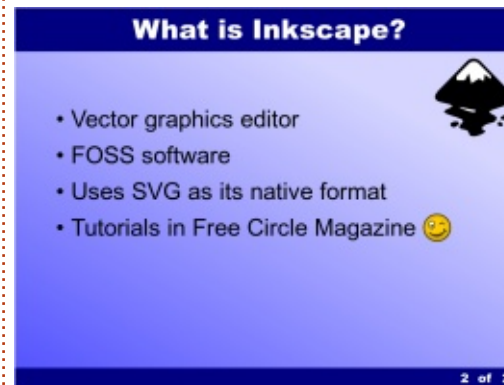 What is Inkscape?
• Vector graphics editor
• FOSS software
• Uses SVG as its native format
• Tutorials in Free Circle Magazine
2 of